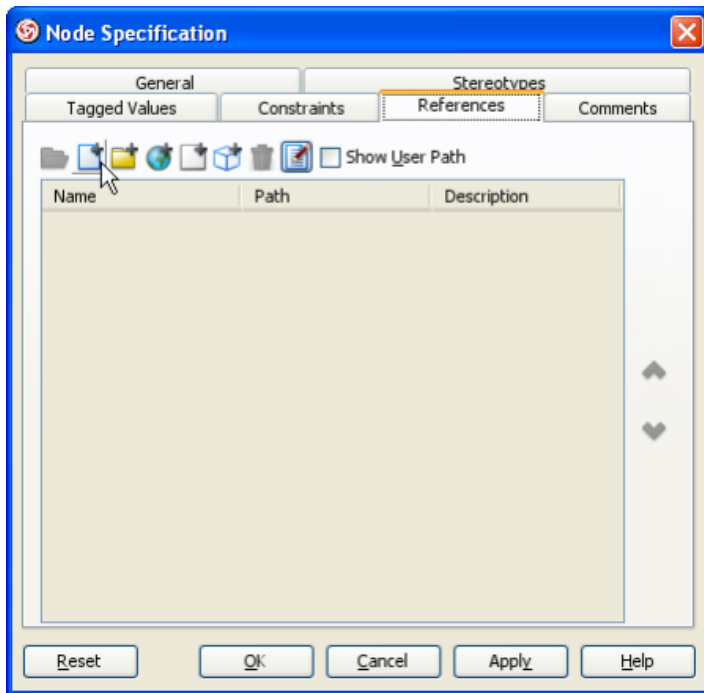 Node Specification
General Stereotypes
Tagged Values Constraints References Comments
Show User Path
Name Path Description
Reset OK Cancel Apply Help